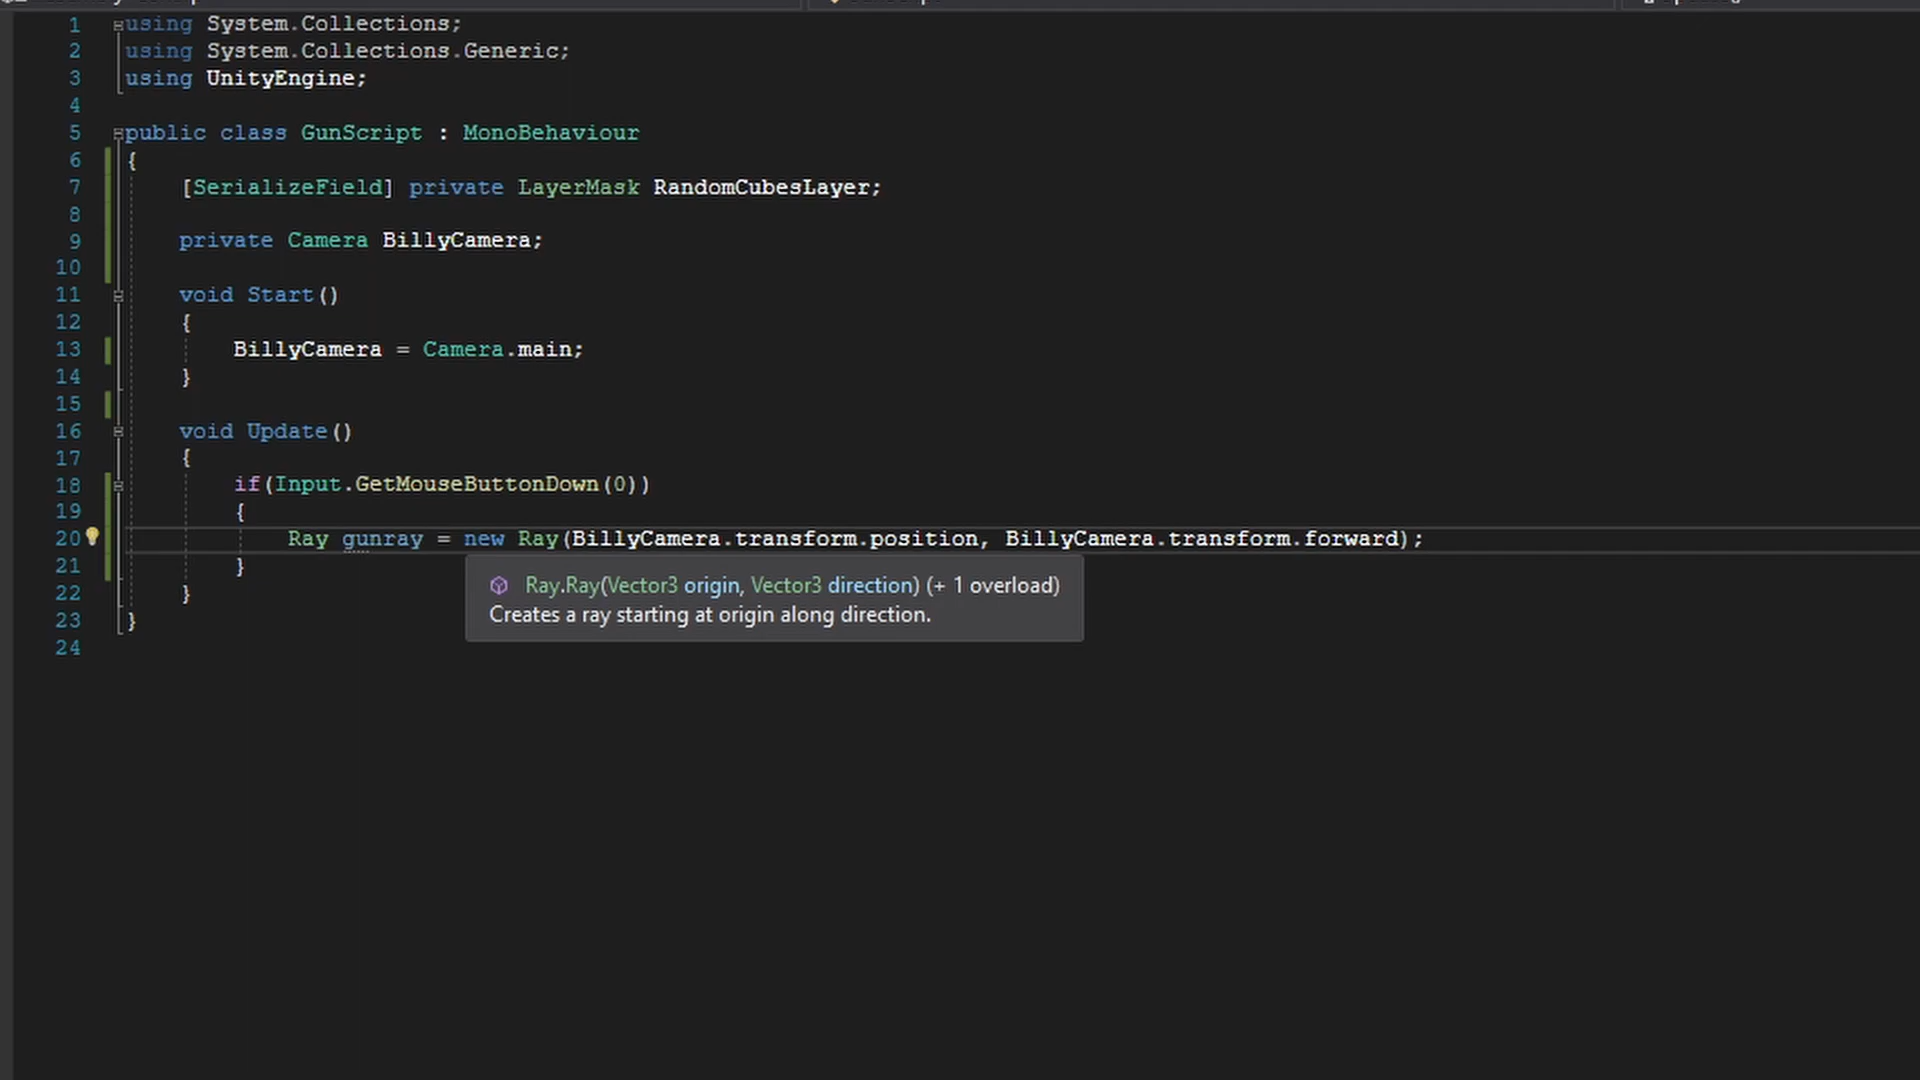 1 using System.Collections;
2 using System.Collections.Generic;
3 using UnityEngine;
4
5 public class GunScript : MonoBehaviour
6 {
7 [SerializeField] private LayerMask RandomCubesLayer;
8
9 private Camera BillyCamera;
10
11 void Start()
12 {
13 BillyCamera = Camera.main;
14 }
15
16 void Update()
17 {
18 if(Input.GetMouseButtonDown(0))
19 {
20 Ray gunray = new Ray(BillyCamera.transform.position, BillyCamera.transform.forward);
21 }
Ray.Ray(Vector3 origin, Vector3 direction) (+ 1 overload)
22 }
Creates a ray starting at origin along direction.
23 }
24